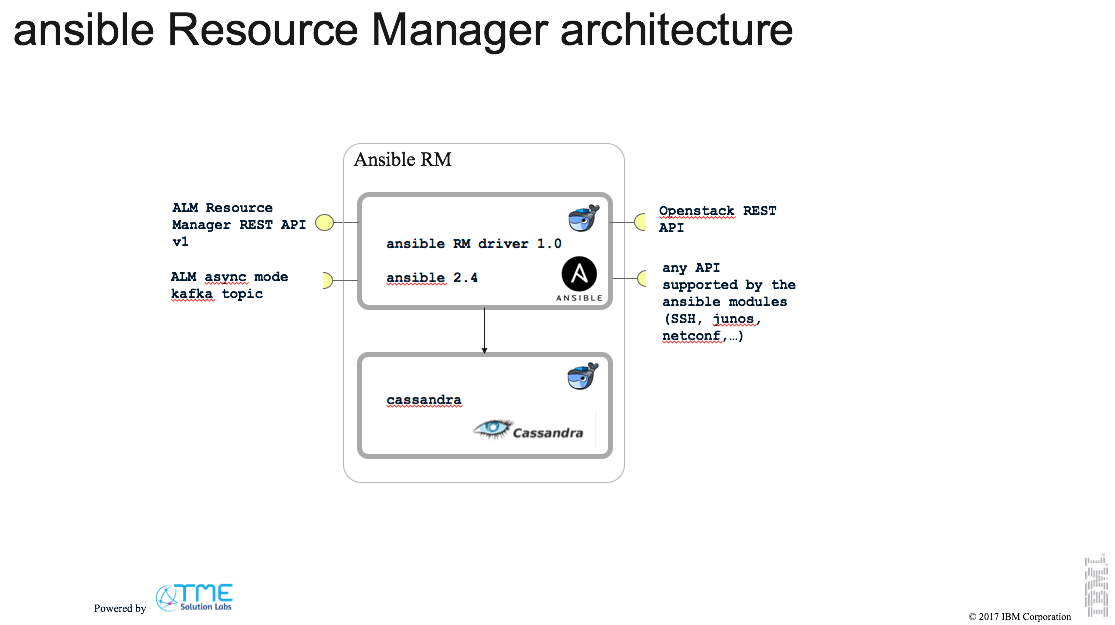 ansible Resource Manager architecture
Ansible RM
ALM Resource
Manager REST API
v1
ALM async mode
kafka topic
ansible RM driver 1.0
ansible 2.4
ANSIBLE
Openstack REST
API
any API
supported by the
ansible modules
(SSH, junos,
netconf,…)
cassandra
Cassandra
Powered by
TME
Solution Labs
© 2017 IBM Corporation
IBM